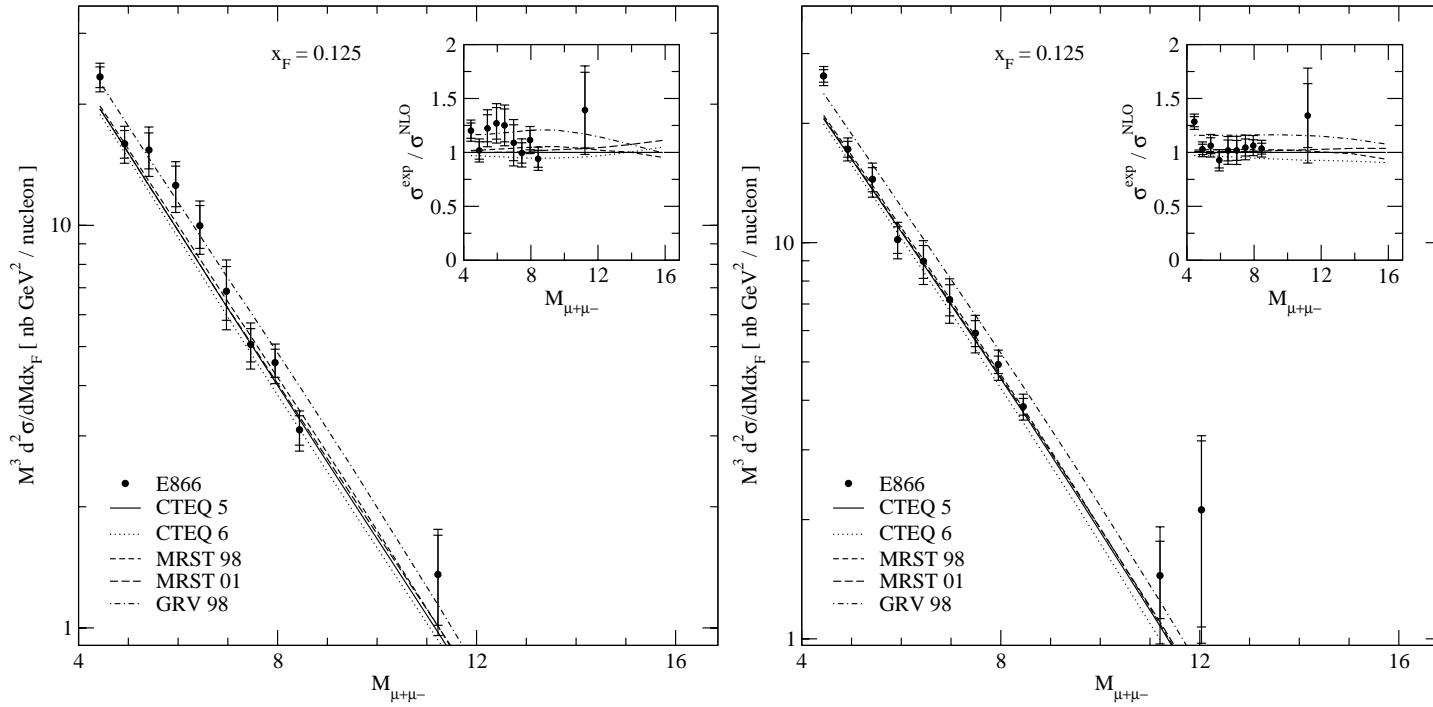 x_F = 0.125
2
1.5
1
0.5
0
σ^exp / σ^NLO
4 8 12 16
M_μ+μ−
10
1
M^3 d^2σ/dMdx_F [ nb GeV^2 / nucleon ]
E866
CTEQ 5
CTEQ 6
MRST 98
MRST 01
GRV 98
4 8 12 16
M_μ+μ−
x_F = 0.125
2
1.5
1
0.5
0
σ^exp / σ^NLO
4 8 12 16
M_μ+μ−
10
1
M^3 d^2σ/dMdx_F [ nb GeV^2 / nucleon ]
E866
CTEQ 5
CTEQ 6
MRST 98
MRST 01
GRV 98
4 8 12 16
M_μ+μ−